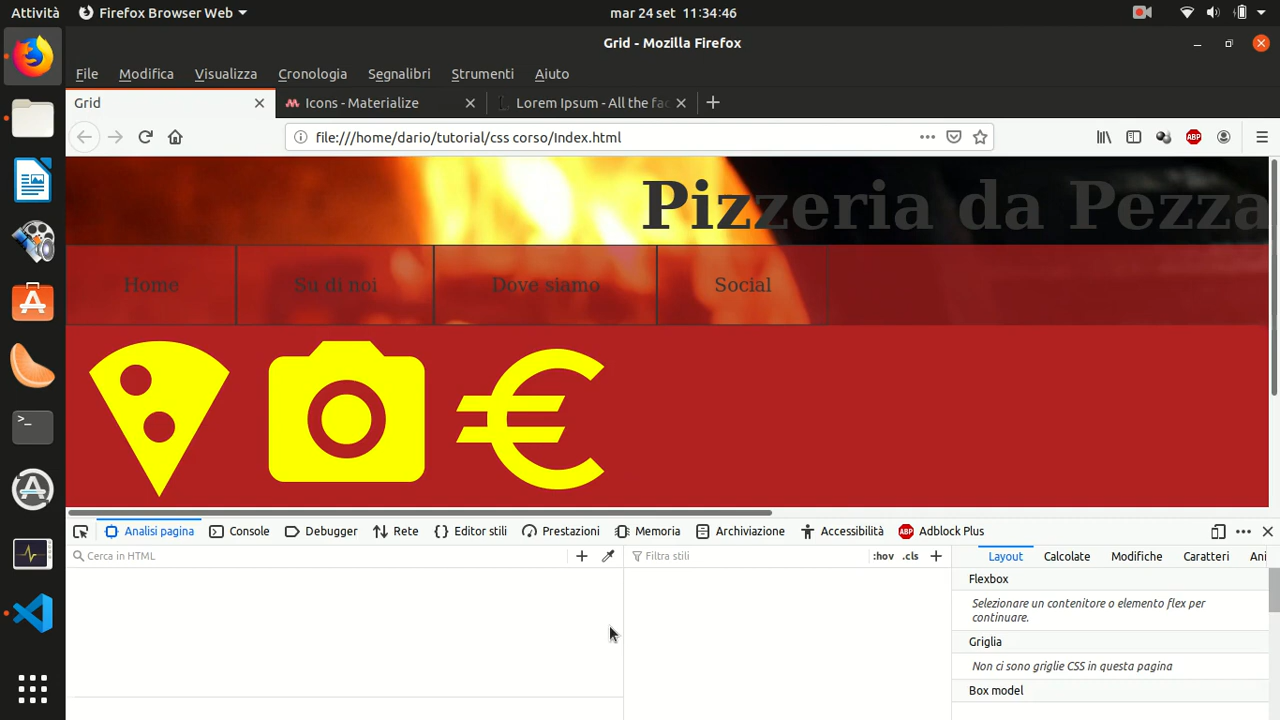 Attività Firefox Browser Web mar 24 set 11:34:46
Grid - Mozilla Firefox
File Modifica Visualizza Cronologia Segnalibri Strumenti Aiuto
Grid Icons - Materialize Lorem Ipsum - All the fac
file:///home/dario/tutorial/css corso/Index.html ABP
Pizzeria da Pezza
Home Su di noi Dove siamo Social
€
Analisi pagina Console Debugger Rete {} Editor stili Prestazioni Memoria Archiviazione Accessibilità ABP Adblock Plus
Cerca in HTML + Filtra stili :hov .cls + Layout Calcolate Modifiche Caratteri Ani
Flexbox
Selezionare un contenitore o elemento flex per
continuare.
Griglia
Non ci sono griglie CSS in questa pagina
Box model